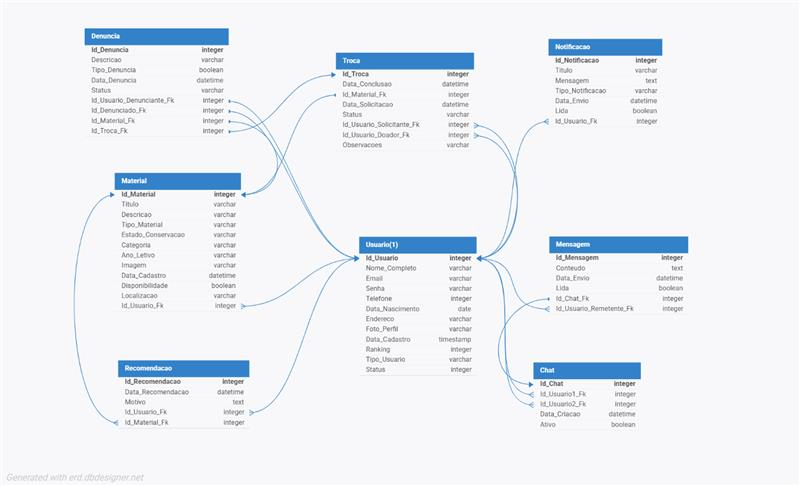 Denuncia
Id_Denuncia integer
Descricao varchar
Tipo_Denuncia boolean
Data_Denuncia datetime
Status varchar
Id_Usuario_Denunciante_Fk integer
Id_Denunciado_Fk integer
Id_Material_Fk integer
Id_Troca_Fk integer
Troca
Id_Troca integer
Data_Conclusao datetime
Id_Material_Fk integer
Data_Solicitacao datetime
Status varchar
Id_Usuario_Solicitante_Fk integer
Id_Usuario_Doador_Fk integer
Observacoes varchar
Notificacao
Id_Notificacao integer
Titulo varchar
Mensagem text
Tipo_Notificacao varchar
Data_Envio datetime
Lida boolean
Id_Usuario_Fk integer
Material
Id_Material integer
Titulo varchar
Descricao varchar
Tipo_Material varchar
Estado_Conservacao varchar
Categoria varchar
Ano_Letivo varchar
Imagem varchar
Data_Cadastro datetime
Disponibilidade boolean
Localizacao varchar
Id_Usuario_Fk integer
Usuario(1)
Id_Usuario integer
Nome_Completo varchar
Email varchar
Senha varchar
Telefone integer
Data_Nascimento date
Endereco varchar
Foto_Perfil varchar
Data_Cadastro timestamp
Ranking integer
Tipo_Usuario varchar
Status integer
Mensagem
Id_Mensagem integer
Conteudo text
Data_Envio datetime
Lida boolean
Id_Chat_Fk integer
Id_Usuario_Remetente_Fk integer
Recomendacao
Id_Recomendacao integer
Data_Recomendacao datetime
Motivo text
Id_Usuario_Fk integer
Id_Material_Fk integer
Chat
Id_Chat integer
Id_Usuario1_Fk integer
Id_Usuario2_Fk integer
Data_Criacao datetime
Ativo boolean
Generated with erd.dbdesigner.net